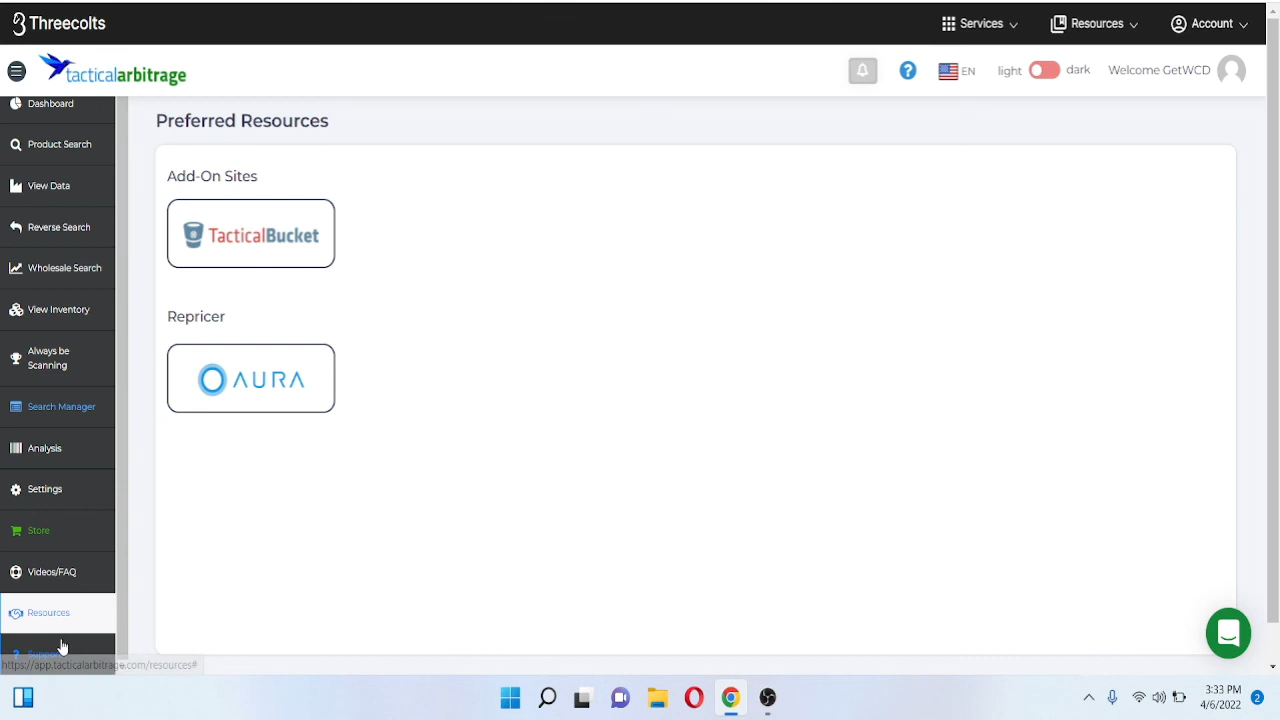 Threecolts
Services
Resources
Account
tacticalarbitrage
EN
light
dark
Welcome GetWCD
Dashboard
Product Search
View Data
Reverse Search
Wholesale Search
View Inventory
Always be
Scanning
Search Manager
Analysis
Settings
Store
Videos/FAQ
Resources
Support
https://app.tacticalarbitrage.com/resources#
Preferred Resources
Add-On Sites
TacticalBucket
Repricer
AURA
3:33 PM
4/6/2022
2